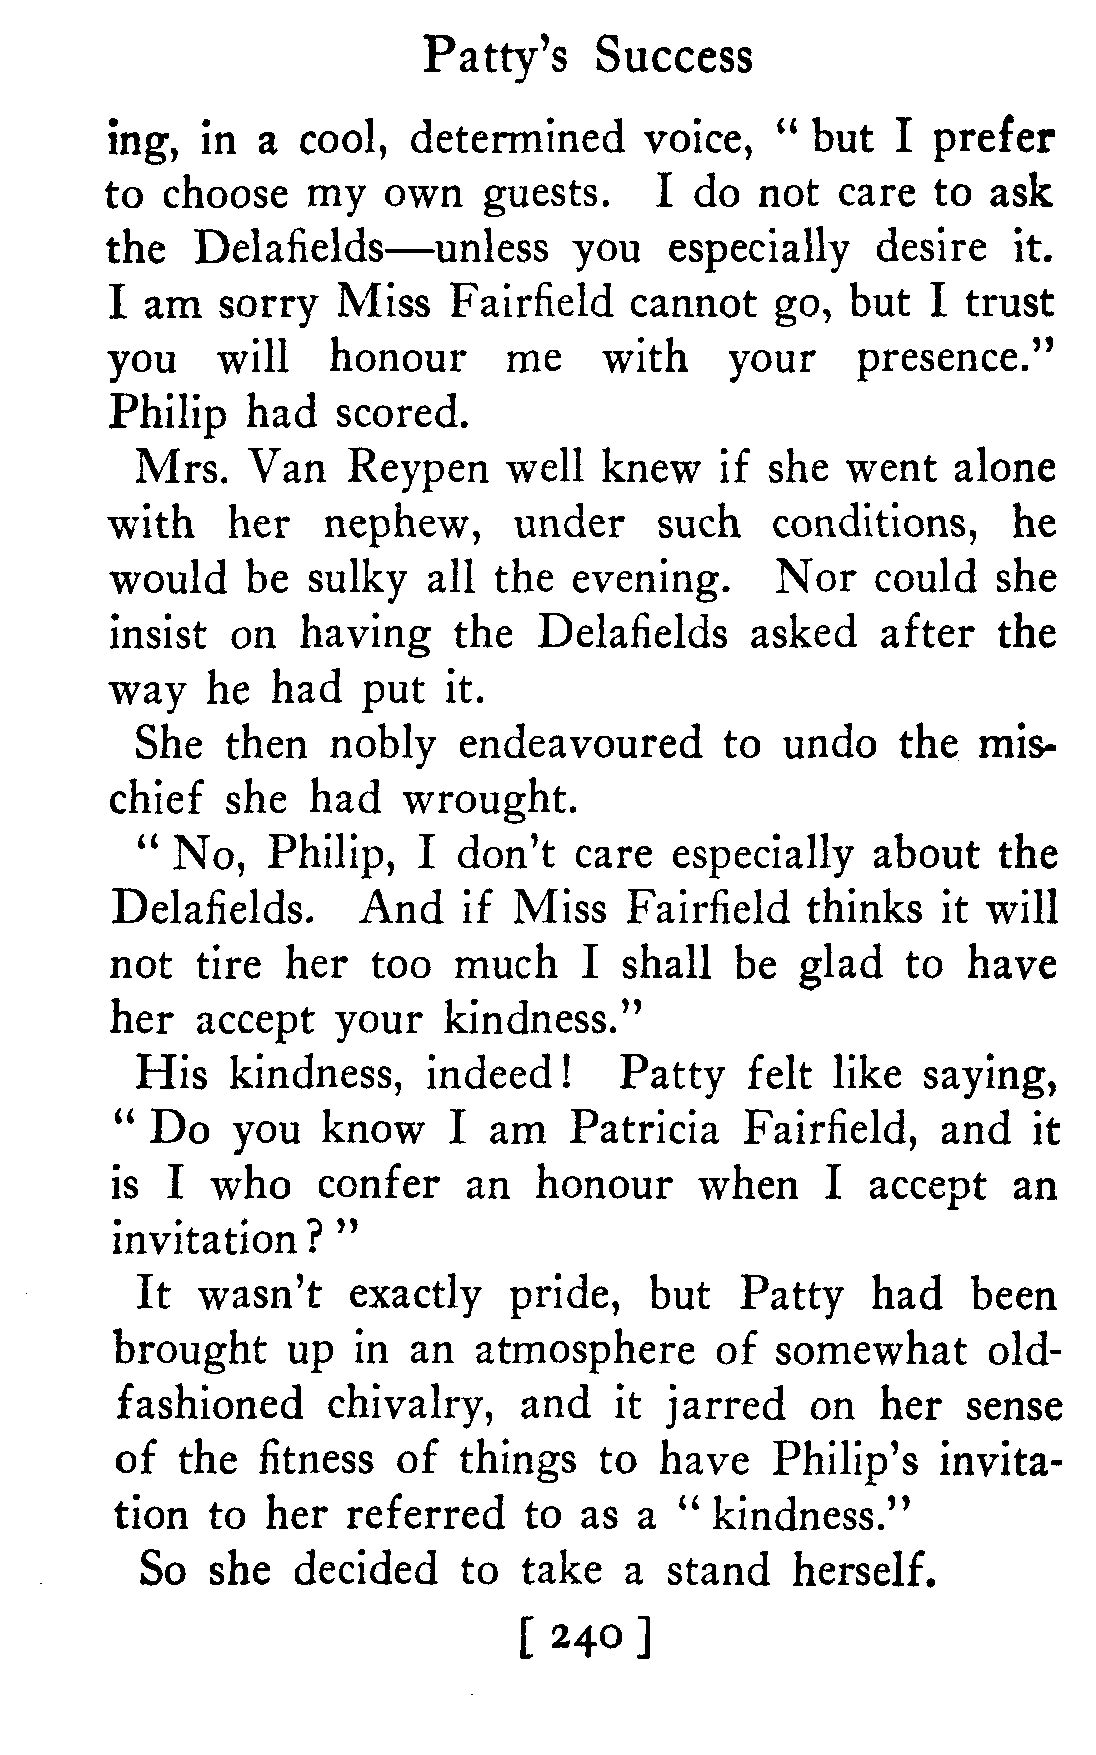 Patty's Success
ing, in a cool, determined voice, " but I prefer
to choose my own guests. I do not care to ask
the Delafields—unless you especially desire it.
I am sorry Miss Fairfield cannot go, but I trust
you will honour me with your presence."
Philip had scored.
Mrs. Van Reypen well knew if she went alone
with her nephew, under such conditions, he
would be sulky all the evening. Nor could she
insist on having the Delafields asked after the
way he had put it.
She then nobly endeavoured to undo the mis-
chief she had wrought.
" No, Philip, I don't care especially about the
Delafields. And if Miss Fairfield thinks it will
not tire her too much I shall be glad to have
her accept your kindness."
His kindness, indeed! Patty felt like saying,
" Do you know I am Patricia Fairfield, and it
is I who confer an honour when I accept an
invitation? "
It wasn't exactly pride, but Patty had been
brought up in an atmosphere of somewhat old-
fashioned chivalry, and it jarred on her sense
of the fitness of things to have Philip's invita-
tion to her referred to as a " kindness."
So she decided to take a stand herself.
[ 240 ]